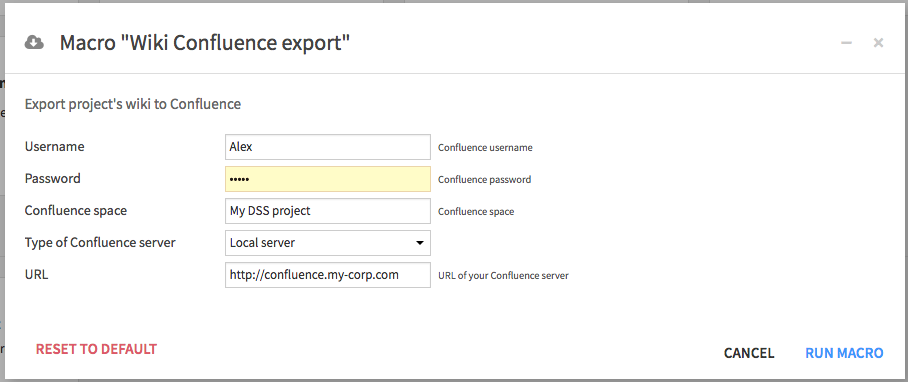 Macro "Wiki Confluence export"
Export project's wiki to Confluence
Username Alex Confluence username
Password ••••• Confluence password
Confluence space My DSS project Confluence space
Type of Confluence server Local server
URL http://confluence.my-corp.com URL of your Confluence server
RESET TO DEFAULT CANCEL RUN MACRO